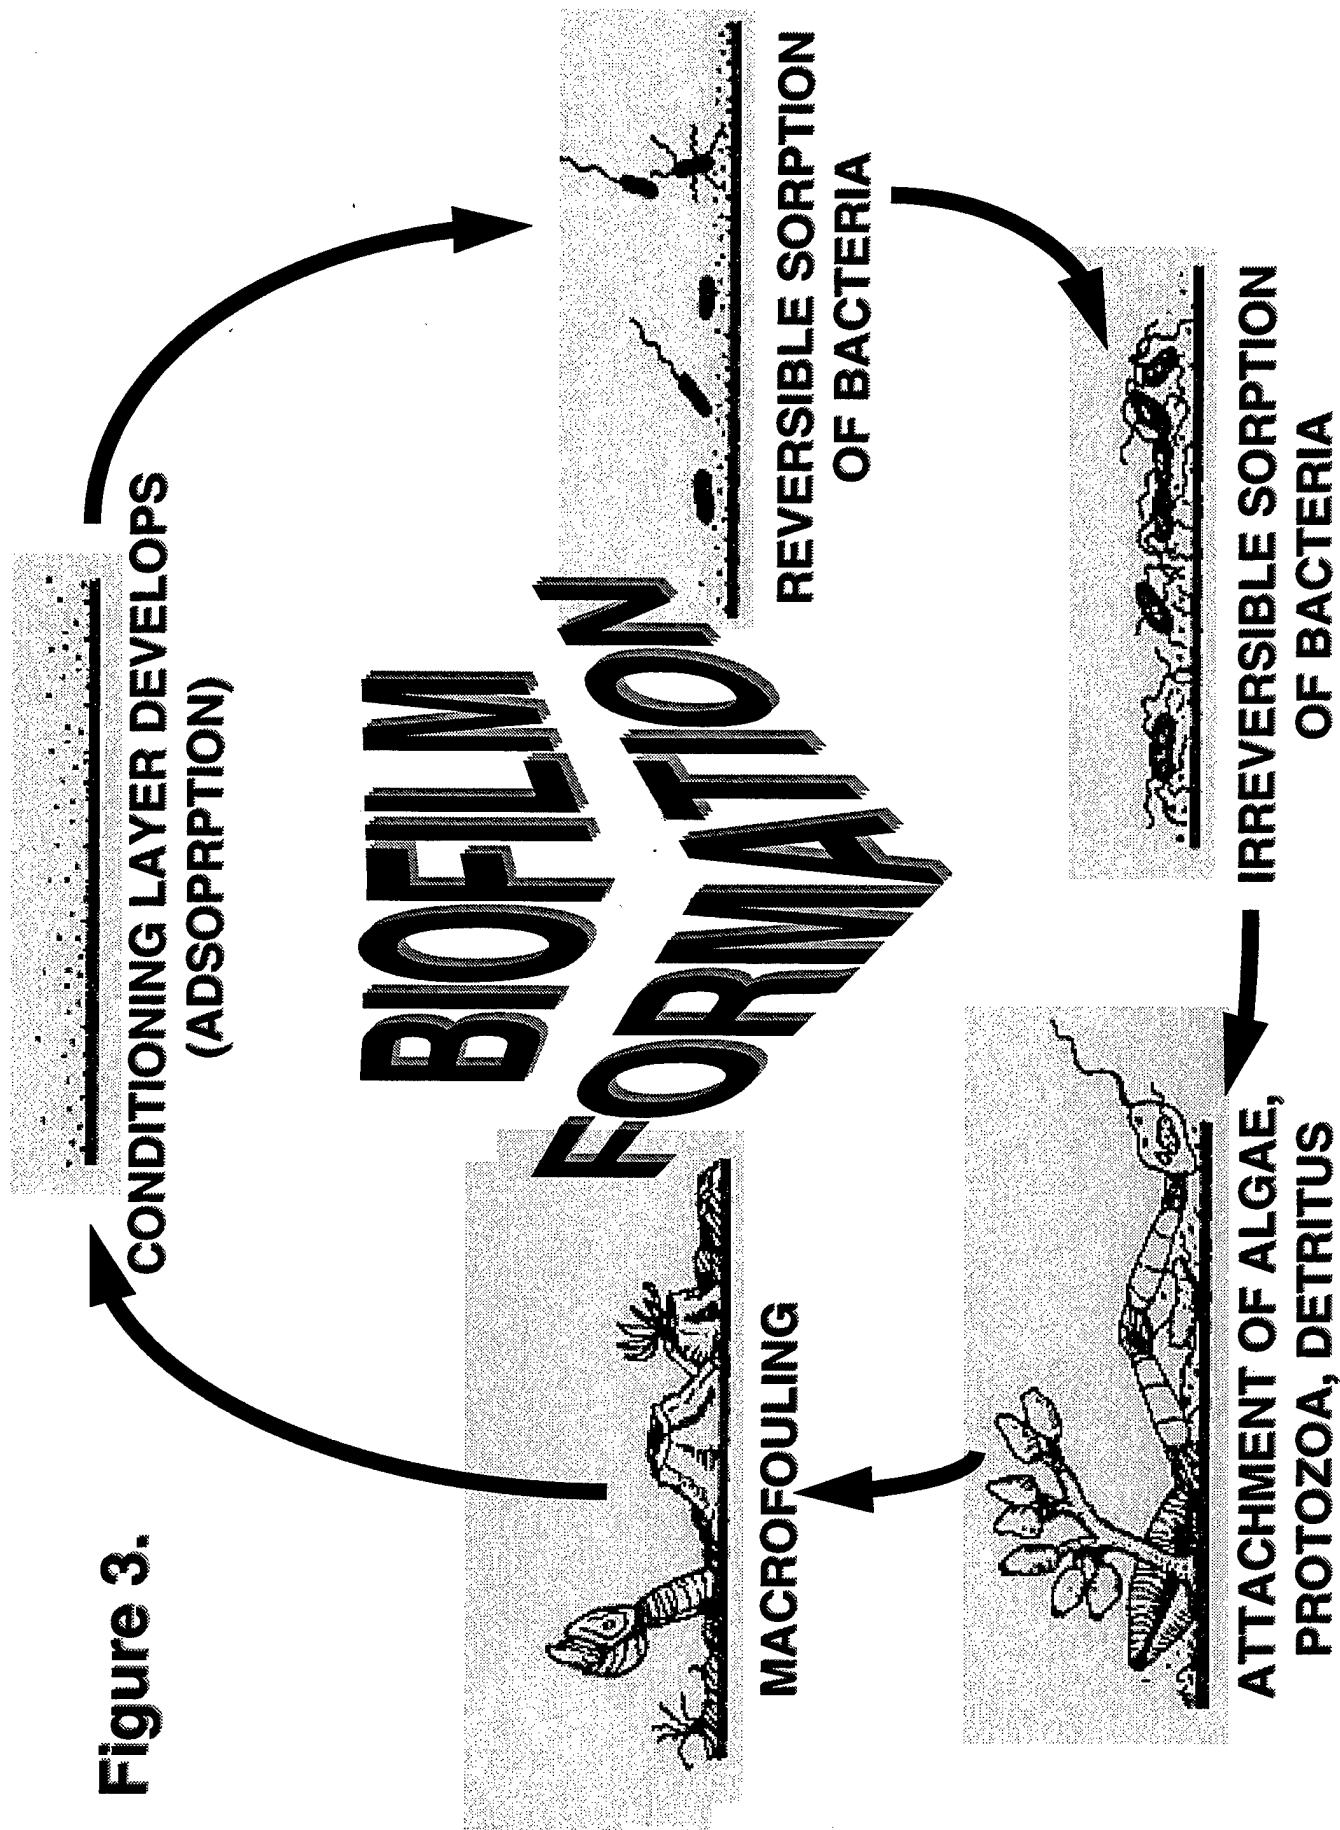 Figure 3.
CONDITIONING LAYER DEVELOPS
(ADSOPRPTION)
BIOFILM
FORMATION
REVERSIBLE SORPTION
OF BACTERIA
IRREVERSIBLE SORPTION
OF BACTERIA
ATTACHMENT OF ALGAE,
PROTOZOA, DETRITUS
MACROFOULING